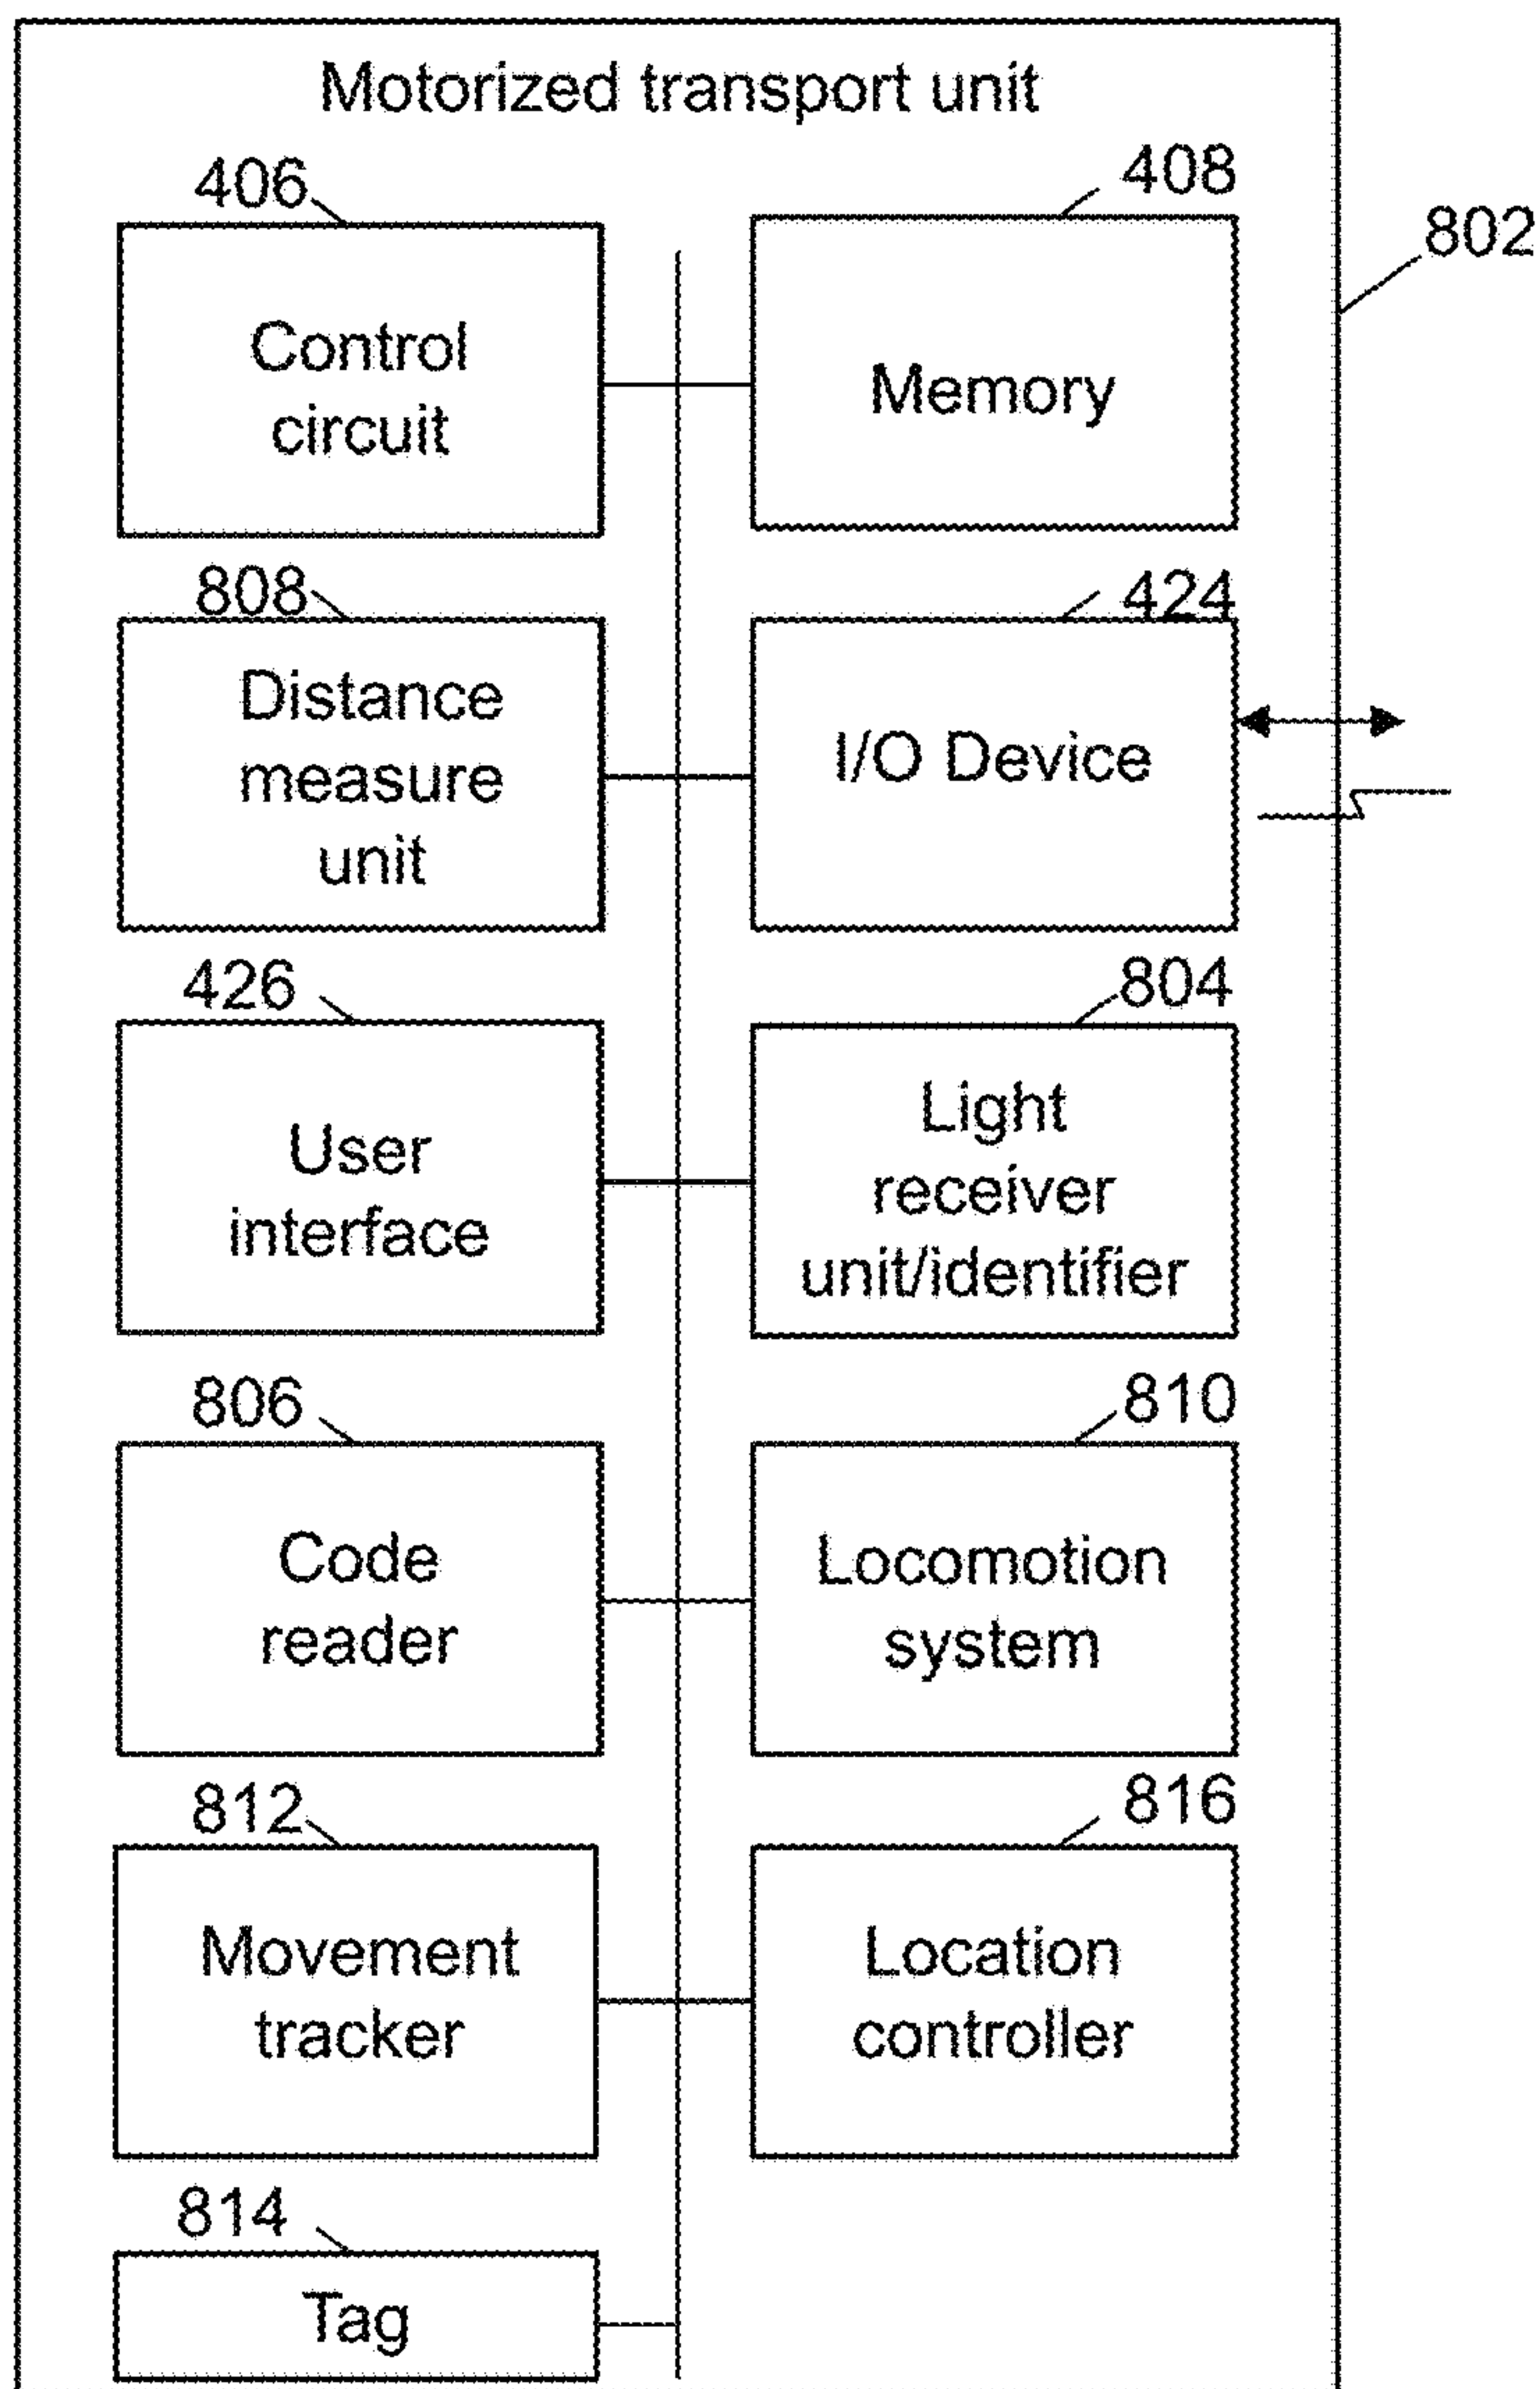 Motorized transport unit
406
408
802
Control
circuit
Memory
808
424
Distance
measure
unit
I/O Device
426
804
User
interface
Light
receiver
unit/identifier
806
810
Code
reader
Locomotion
system
812
816
Movement
tracker
Location
controller
814
Tag